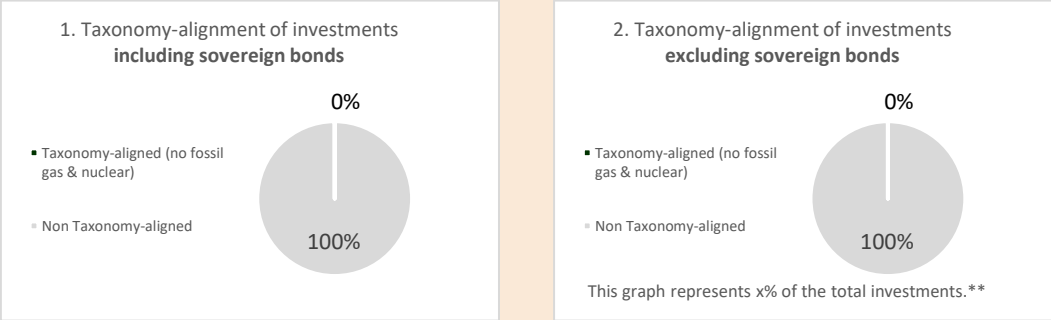 1. Taxonomy-alignment of investments
including sovereign bonds
0%
Taxonomy-aligned (no fossil
gas & nuclear)
Non Taxonomy-aligned
100%
2. Taxonomy-alignment of investments
excluding sovereign bonds
0%
Taxonomy-aligned (no fossil
gas & nuclear)
Non Taxonomy-aligned
100%
This graph represents x% of the total investments.**